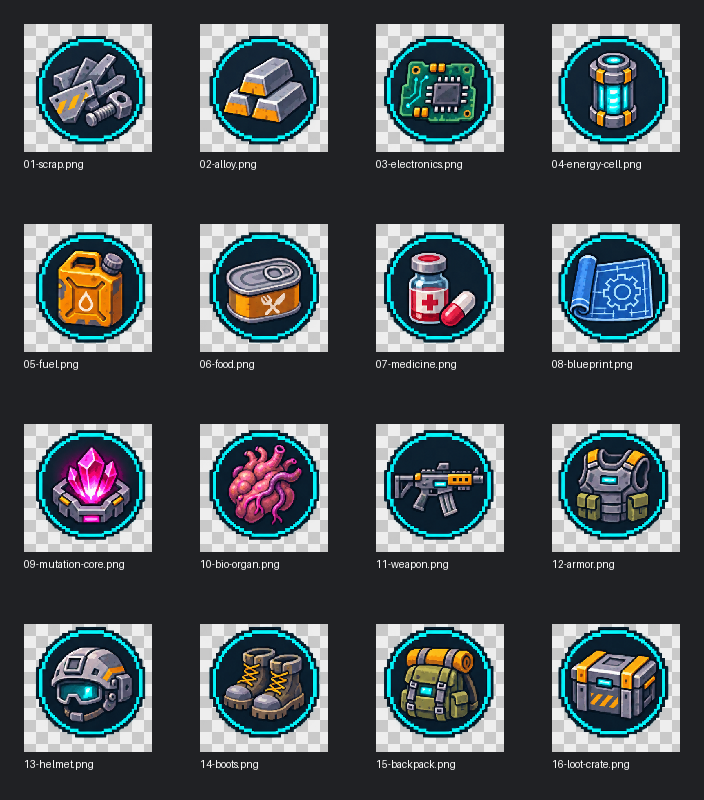 01-scrap.png
02-alloy.png
03-electronics.png
04-energy-cell.png
05-fuel.png
06-food.png
07-medicine.png
08-blueprint.png
09-mutation-core.png
10-bio-organ.png
11-weapon.png
12-armor.png
13-helmet.png
14-boots.png
15-backpack.png
16-loot-crate.png